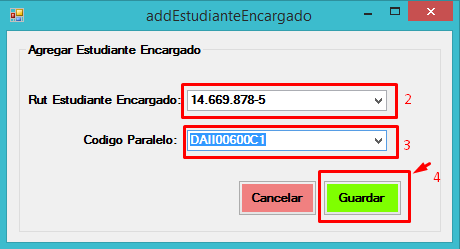 addEstudianteEncargado
Agregar Estudiante Encargado
Rut Estudiante Encargado: 14.669.878-5 2
Codigo Paralelo: DAII00600C1 3
4
Cancelar Guardar